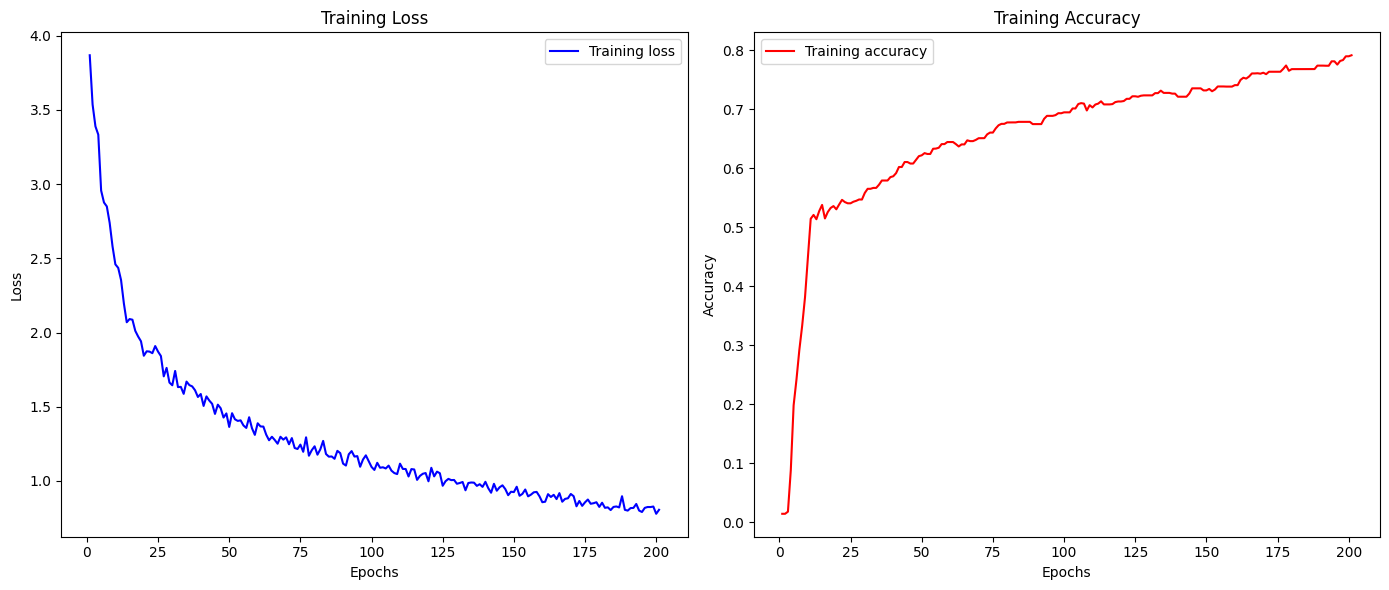 Training Loss
Training loss
4.0
3.5
3.0
2.5
2.0
1.5
1.0
Loss
0 25 50 75 100 125 150 175 200
Epochs
Training Accuracy
Training accuracy
0.8
0.7
0.6
0.5
0.4
0.3
0.2
0.1
0.0
Accuracy
0 25 50 75 100 125 150 175 200
Epochs